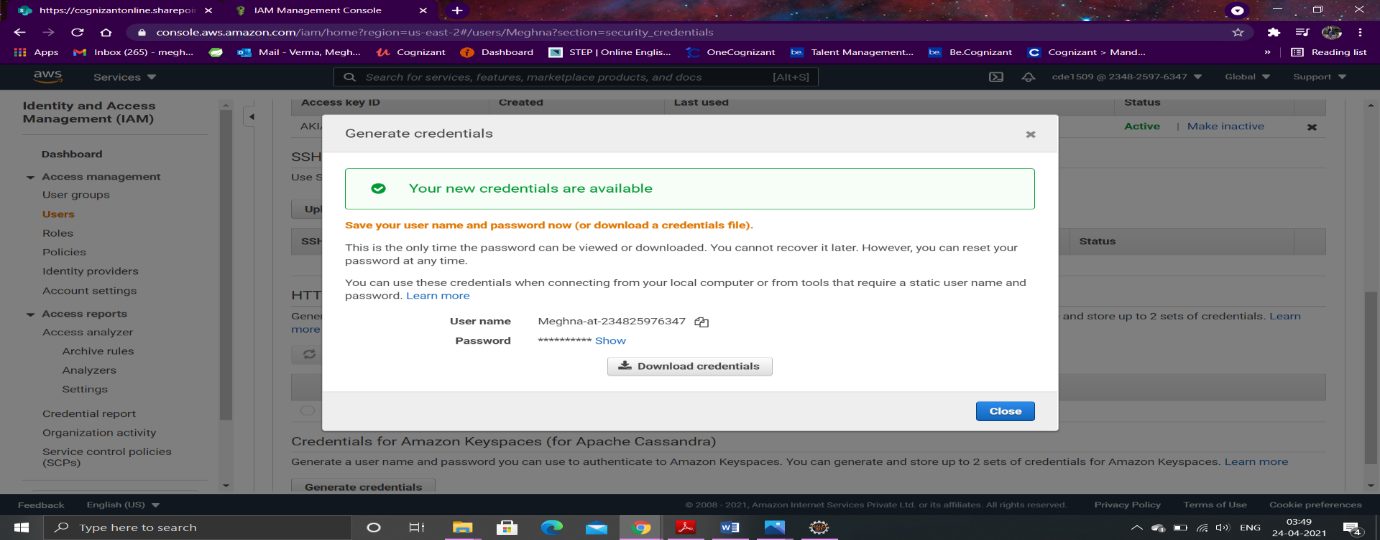 https://cognizantonline.sharepoi × IAM Management Console × +
console.aws.amazon.com/iam/home?region=us-east-2#/users/Meghna?section=security_credentials
Apps Inbox (265) - megh... Mail - Verma, Megh... Cognizant Dashboard STEP | Online Englis... OneCognizant be Talent Management... be Be.Cognizant C Cognizant > Mand... » Reading list
aws Services Search for services, features, marketplace products, and docs [Alt+S] cde1509 @ 2348-2597-6347 Global Support
Identity and Access
Management (IAM)
Dashboard
Access management
User groups
Users
Roles
Policies
Identity providers
Account settings
Access reports
Access analyzer
Archive rules
Analyzers
Settings
Credential report
Organization activity
Service control policies
(SCPs)
Access key ID Created Last used Status
AKI Active | Make inactive ×
SSH
Use S
Upl
SSH Status
HTT
Gener and store up to 2 sets of credentials. Learn
more
Generate credentials ×
Your new credentials are available
Save your user name and password now (or download a credentials file).
This is the only time the password can be viewed or downloaded. You cannot recover it later. However, you can reset your
password at any time.
You can use these credentials when connecting from your local computer or from tools that require a static user name and
password. Learn more
User name Meghna-at-234825976347
Password ********** Show
Download credentials
Close
Credentials for Amazon Keyspaces (for Apache Cassandra)
Generate a user name and password you can use to authenticate to Amazon Keyspaces. You can generate and store up to 2 sets of credentials for Amazon Keyspaces. Learn more
Generate credentials
Feedback English (US) © 2008 - 2021, Amazon Internet Services Private Ltd. or its affiliates. All rights reserved. Privacy Policy Terms of Use Cookie preferences
Type here to search ENG 03:49
24-04-2021 4